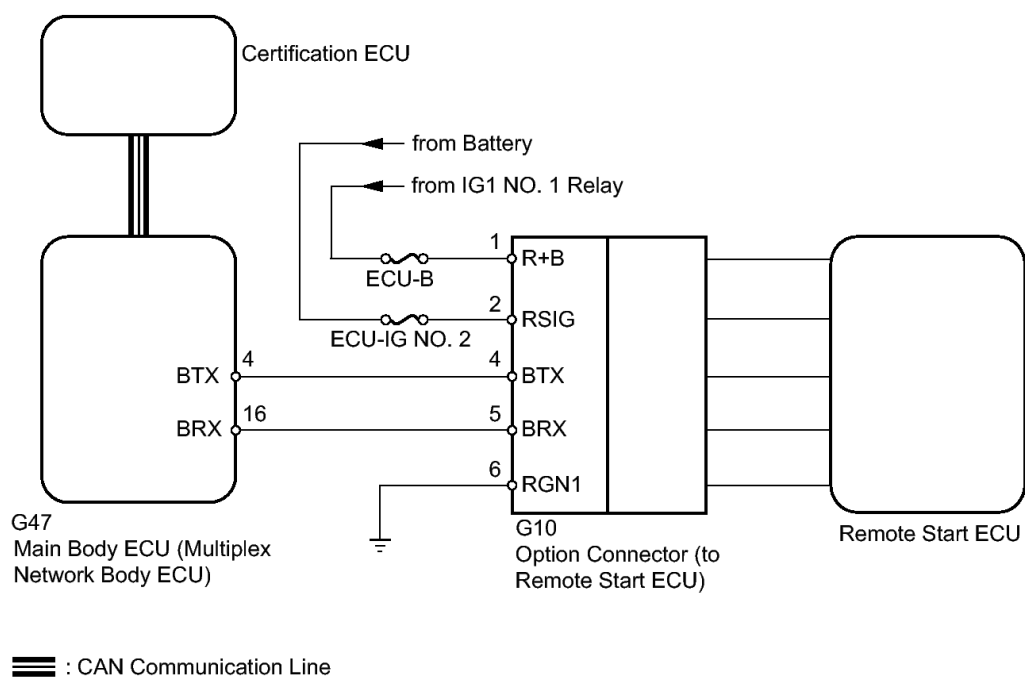 Certification ECU
from Battery
from IG1 NO. 1 Relay
1
R+B
ECU-B
2
RSIG
ECU-IG NO. 2
BTX
4
4
BTX
BRX
16
5
BRX
6
RGN1
G47
Main Body ECU (Multiplex
Network Body ECU)
G10
Option Connector (to
Remote Start ECU)
Remote Start ECU
: CAN Communication Line